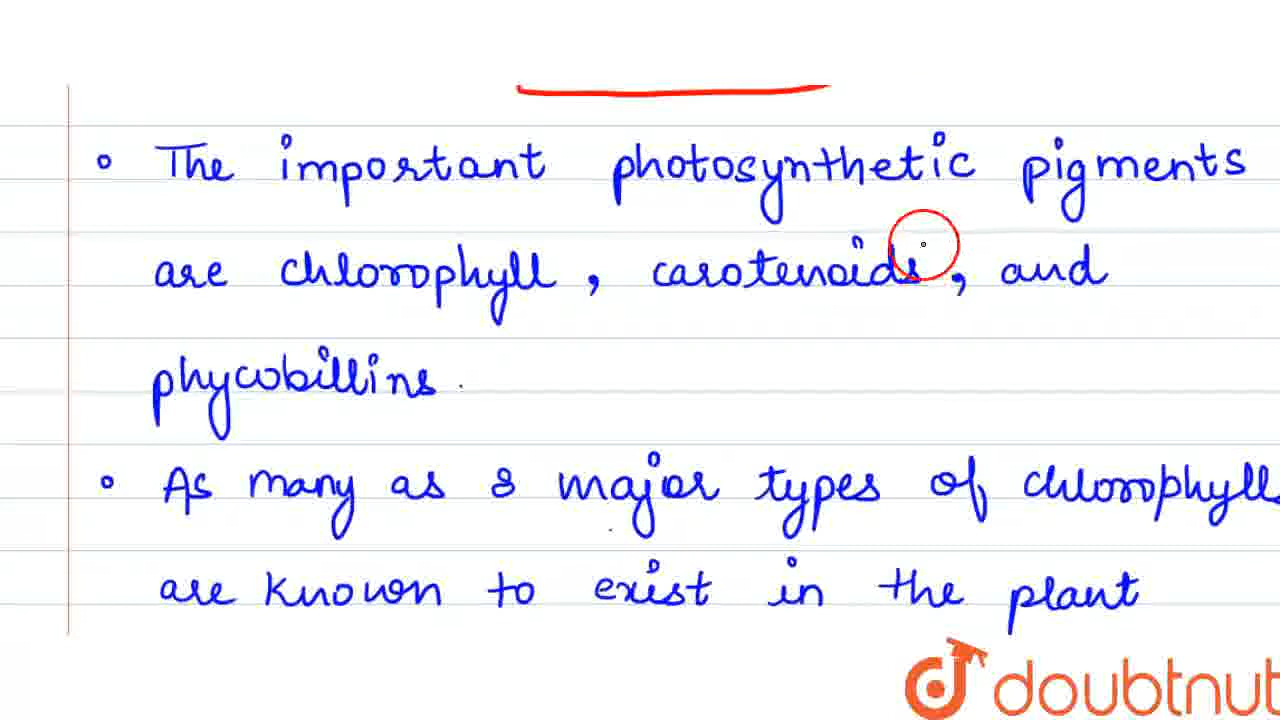 • The important photosynthetic pigments
are chlorophyll, carotenoids, and
phycobillins.
• As many as 8 major types of chlorophylls
are known to exist in the plant
doubtnut